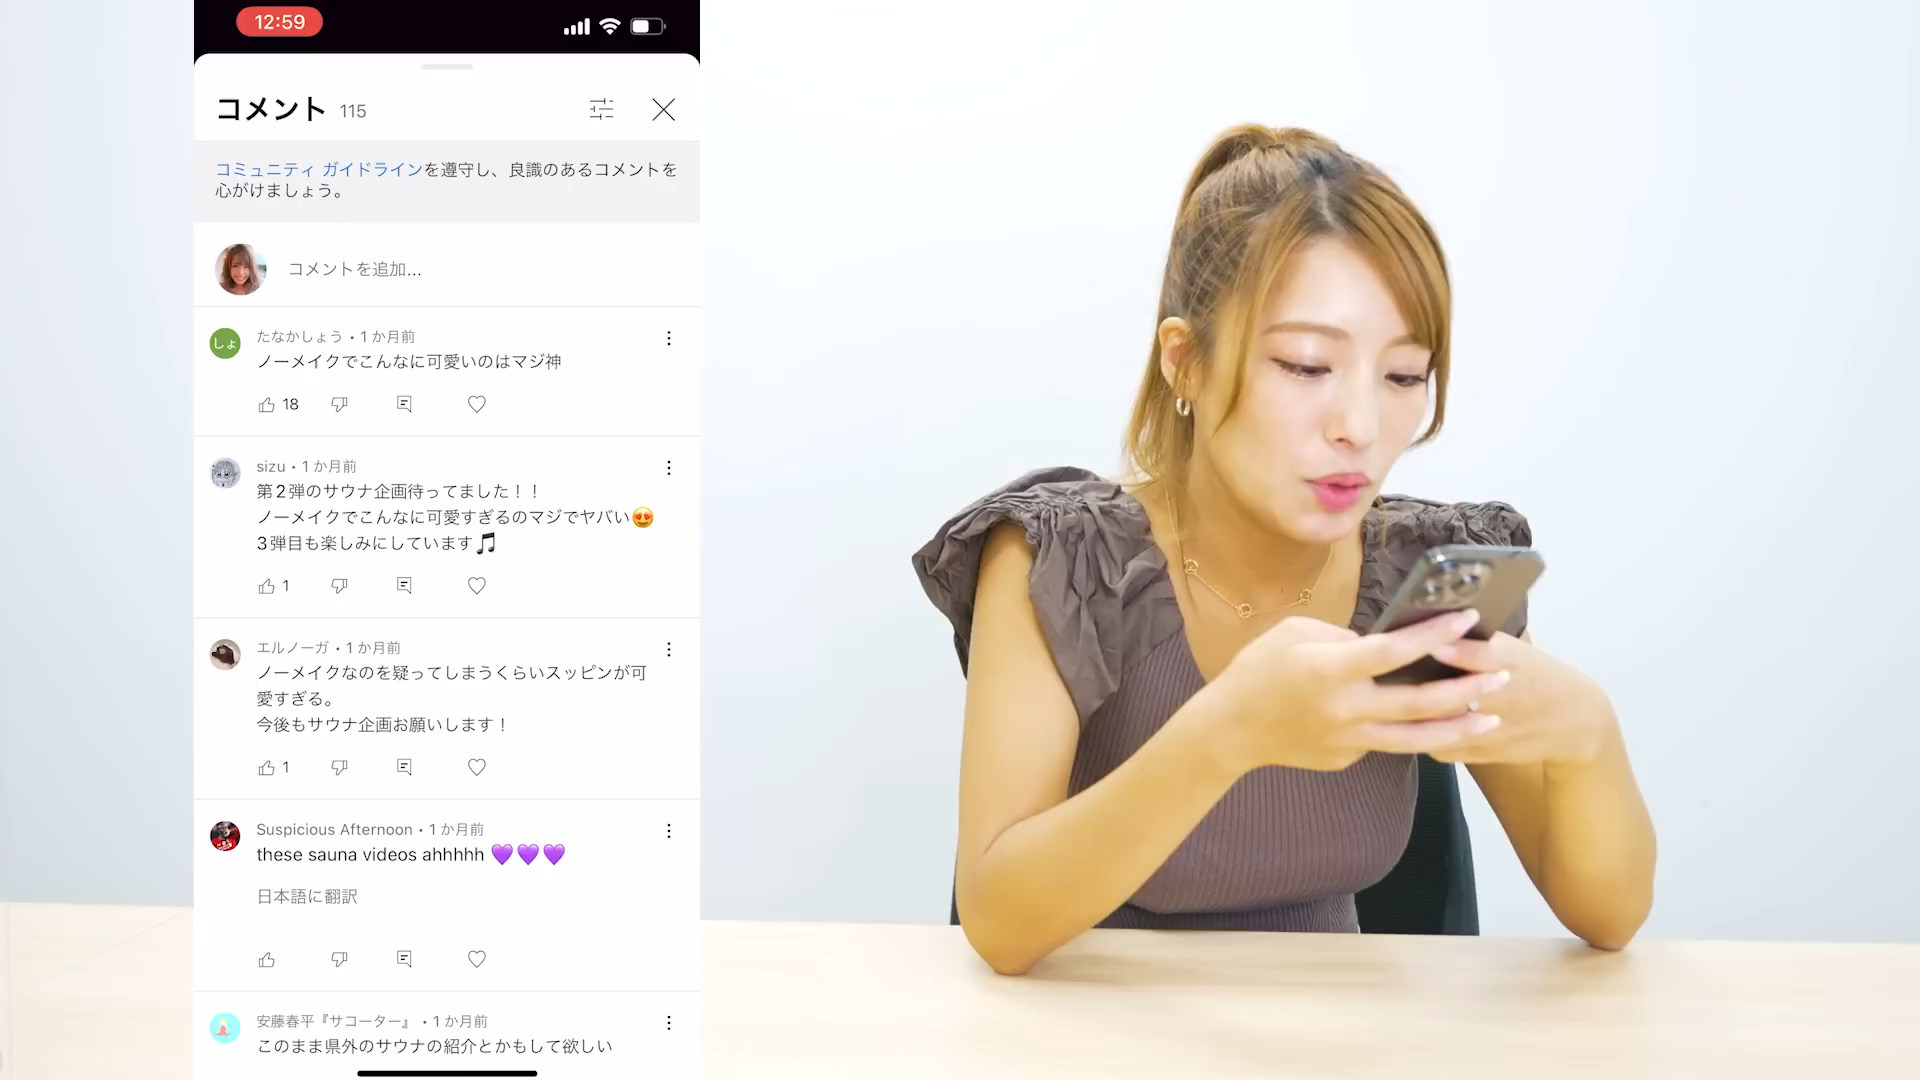 12:59
コメント 115
コミュニティ ガイドラインを遵守し、良識のあるコメントを
心がけましょう。
コメントを追加...
しょ
たなかしょう・1か月前
ノーメイクでこんなに可愛いのはマジ神
18
sizu・1か月前
第2弾のサウナ企画待ってました！！
ノーメイクでこんなに可愛すぎるのマジでヤバい😍
3弾目も楽しみにしています🎵
1
エルノーガ・1か月前
ノーメイクなのを疑ってしまうくらいスッピンが可
愛すぎる。
今後もサウナ企画お願いします！
1
Suspicious Afternoon・1か月前
these sauna videos ahhhhh 💜💜💜
日本語に翻訳
安藤春平『サコーター』・1か月前
このまま県外のサウナの紹介とかもして欲しい